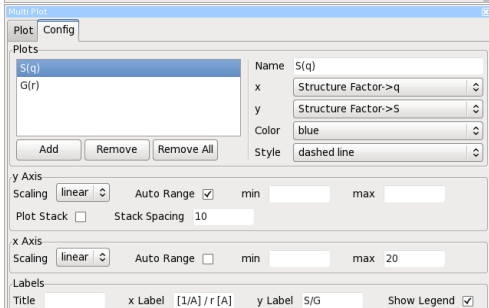 Multi Plot
Plot Config
Plots
S(q)
G(r)
Name S(q)
x Structure Factor->q
y Structure Factor->S
Color blue
Style dashed line
Add Remove Remove All
y Axis
Scaling linear Auto Range min max
Plot Stack Stack Spacing 10
x Axis
Scaling linear Auto Range min max 20
Labels
Title x Label [1/A] / r [A] y Label S/G Show Legend